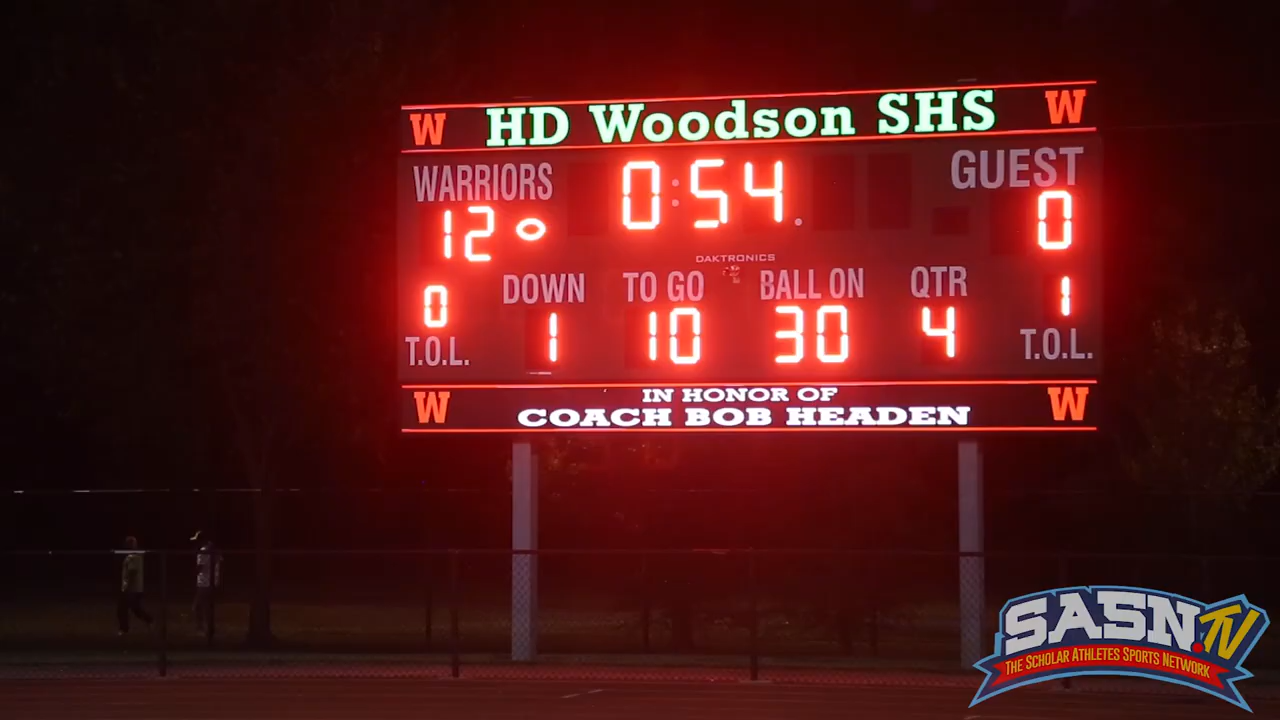 W HD Woodson SHS W
WARRIORS 0:54 GUEST
12 0
DAKTRONICS
DOWN TO GO BALL ON QTR
0 1 10 30 4 1
T.O.L. T.O.L.
W IN HONOR OF W
COACH BOB HEADEN
SASN.TV
THE SCHOLAR ATHLETES SPORTS NETWORK